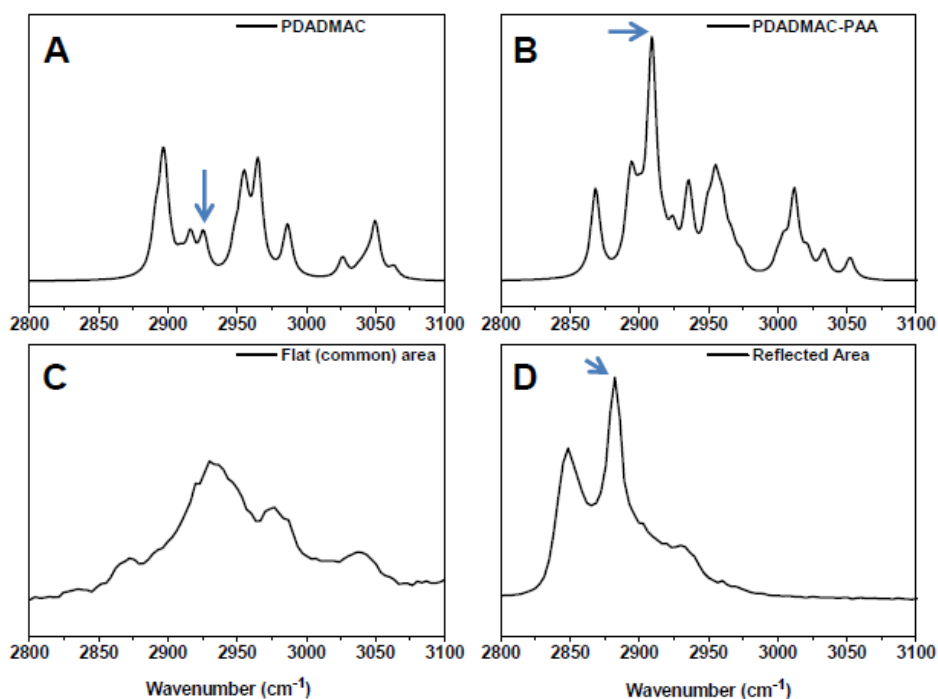 A
PDADMAC
B
PDADMAC-PAA
2800 2850 2900 2950 3000 3050 3100
2800 2850 2900 2950 3000 3050 3100
C
Flat (common) area
D
Reflected Area
2800 2850 2900 2950 3000 3050 3100
2800 2850 2900 2950 3000 3050 3100
Wavenumber (cm⁻¹)
Wavenumber (cm⁻¹)